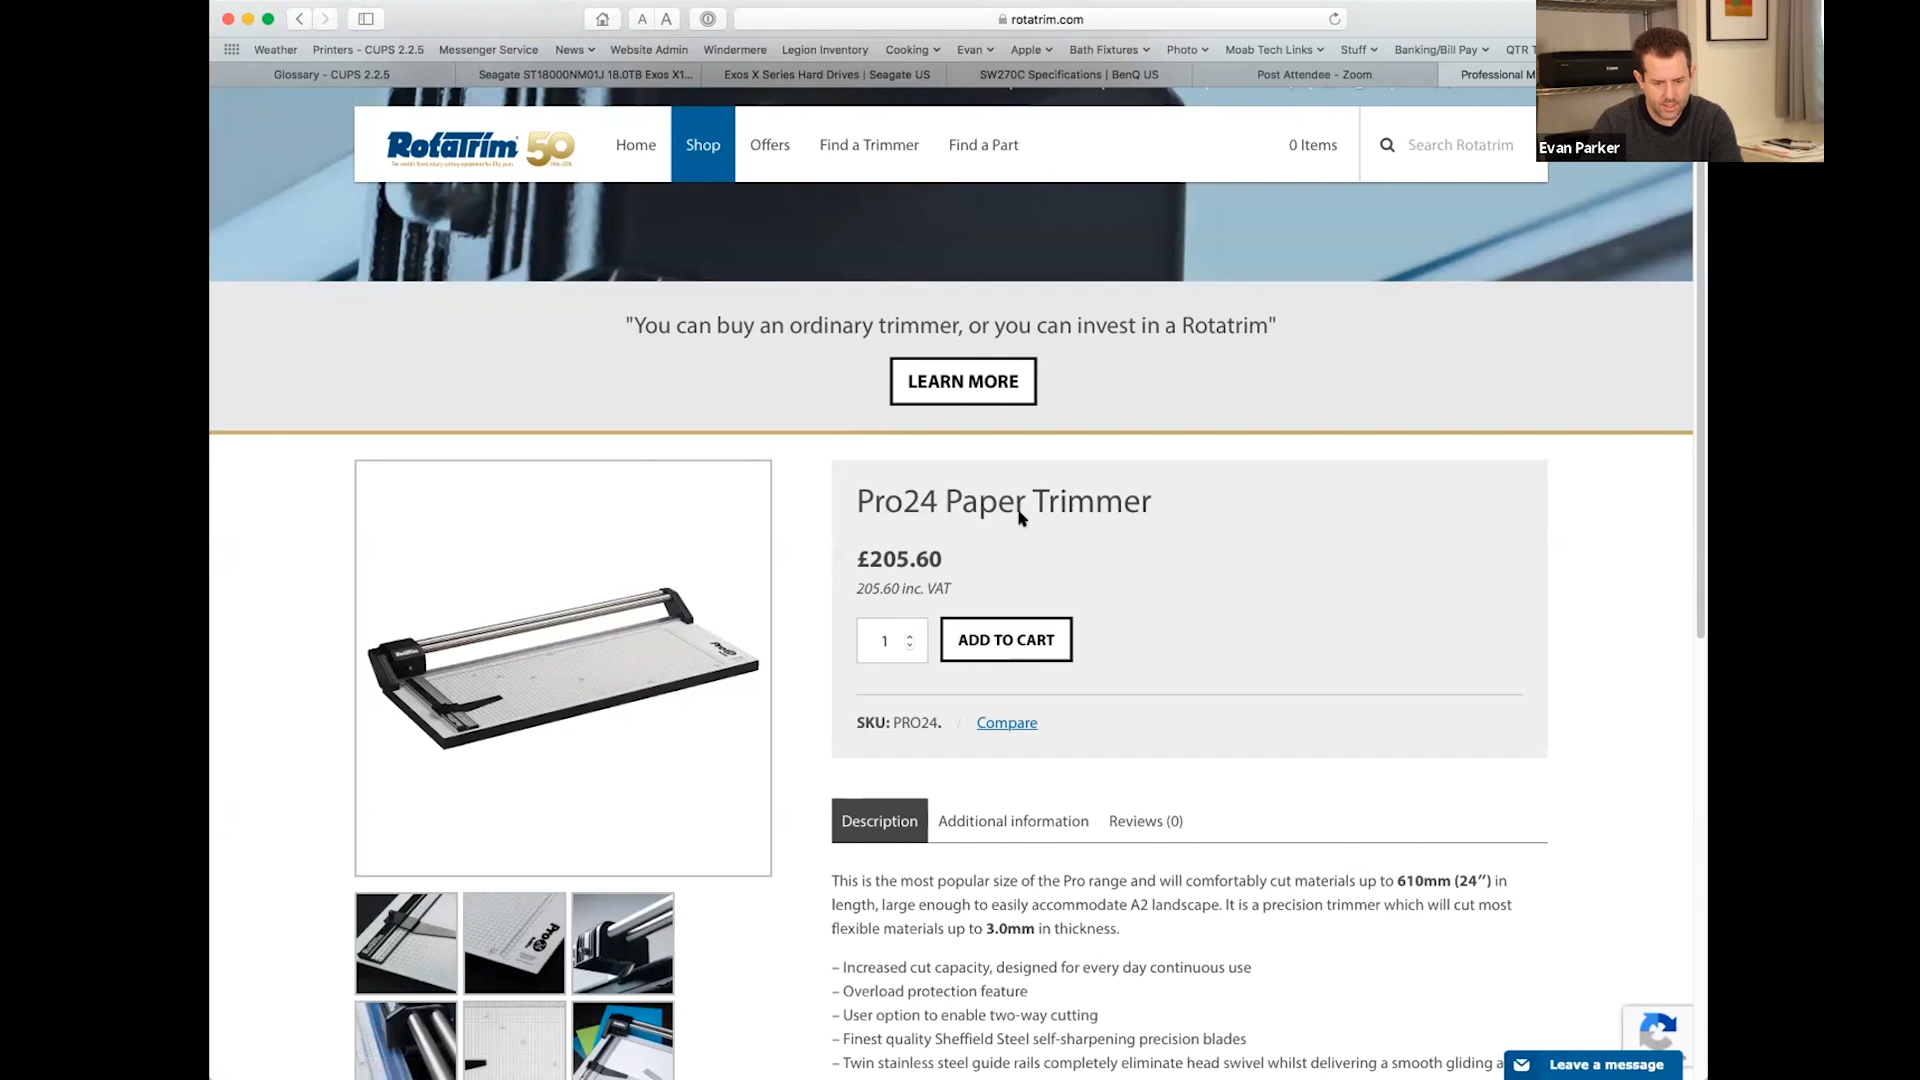 A A rotatrim.com
Weather Printers - CUPS 2.2.5 Messenger Service News Website Admin Windermere Legion Inventory Cooking Evan Apple Bath Fixtures Photo Moab Tech Links Stuff Banking/Bill Pay QTR
Glossary - CUPS 2.2.5 Seagate ST18000NM01J 18.0TB Exos X1... Exos X Series Hard Drives | Seagate US SW270C Specifications | BenQ US Post Attendee - Zoom Professional M
Evan Parker
RotaTrim 50 Home Shop Offers Find a Trimmer Find a Part 0 Items Search Rotatrim
"You can buy an ordinary trimmer, or you can invest in a Rotatrim"
LEARN MORE
Pro24 Paper Trimmer
£205.60
205.60 inc. VAT
1 ADD TO CART
SKU: PRO24. / Compare
Description Additional information Reviews (0)
This is the most popular size of the Pro range and will comfortably cut materials up to 610mm (24″) in
length, large enough to easily accommodate A2 landscape. It is a precision trimmer which will cut most
flexible materials up to 3.0mm in thickness.
– Increased cut capacity, designed for every day continuous use
– Overload protection feature
– User option to enable two-way cutting
– Finest quality Sheffield Steel self-sharpening precision blades
– Twin stainless steel guide rails completely eliminate head swivel whilst delivering a smooth gliding a
Leave a message